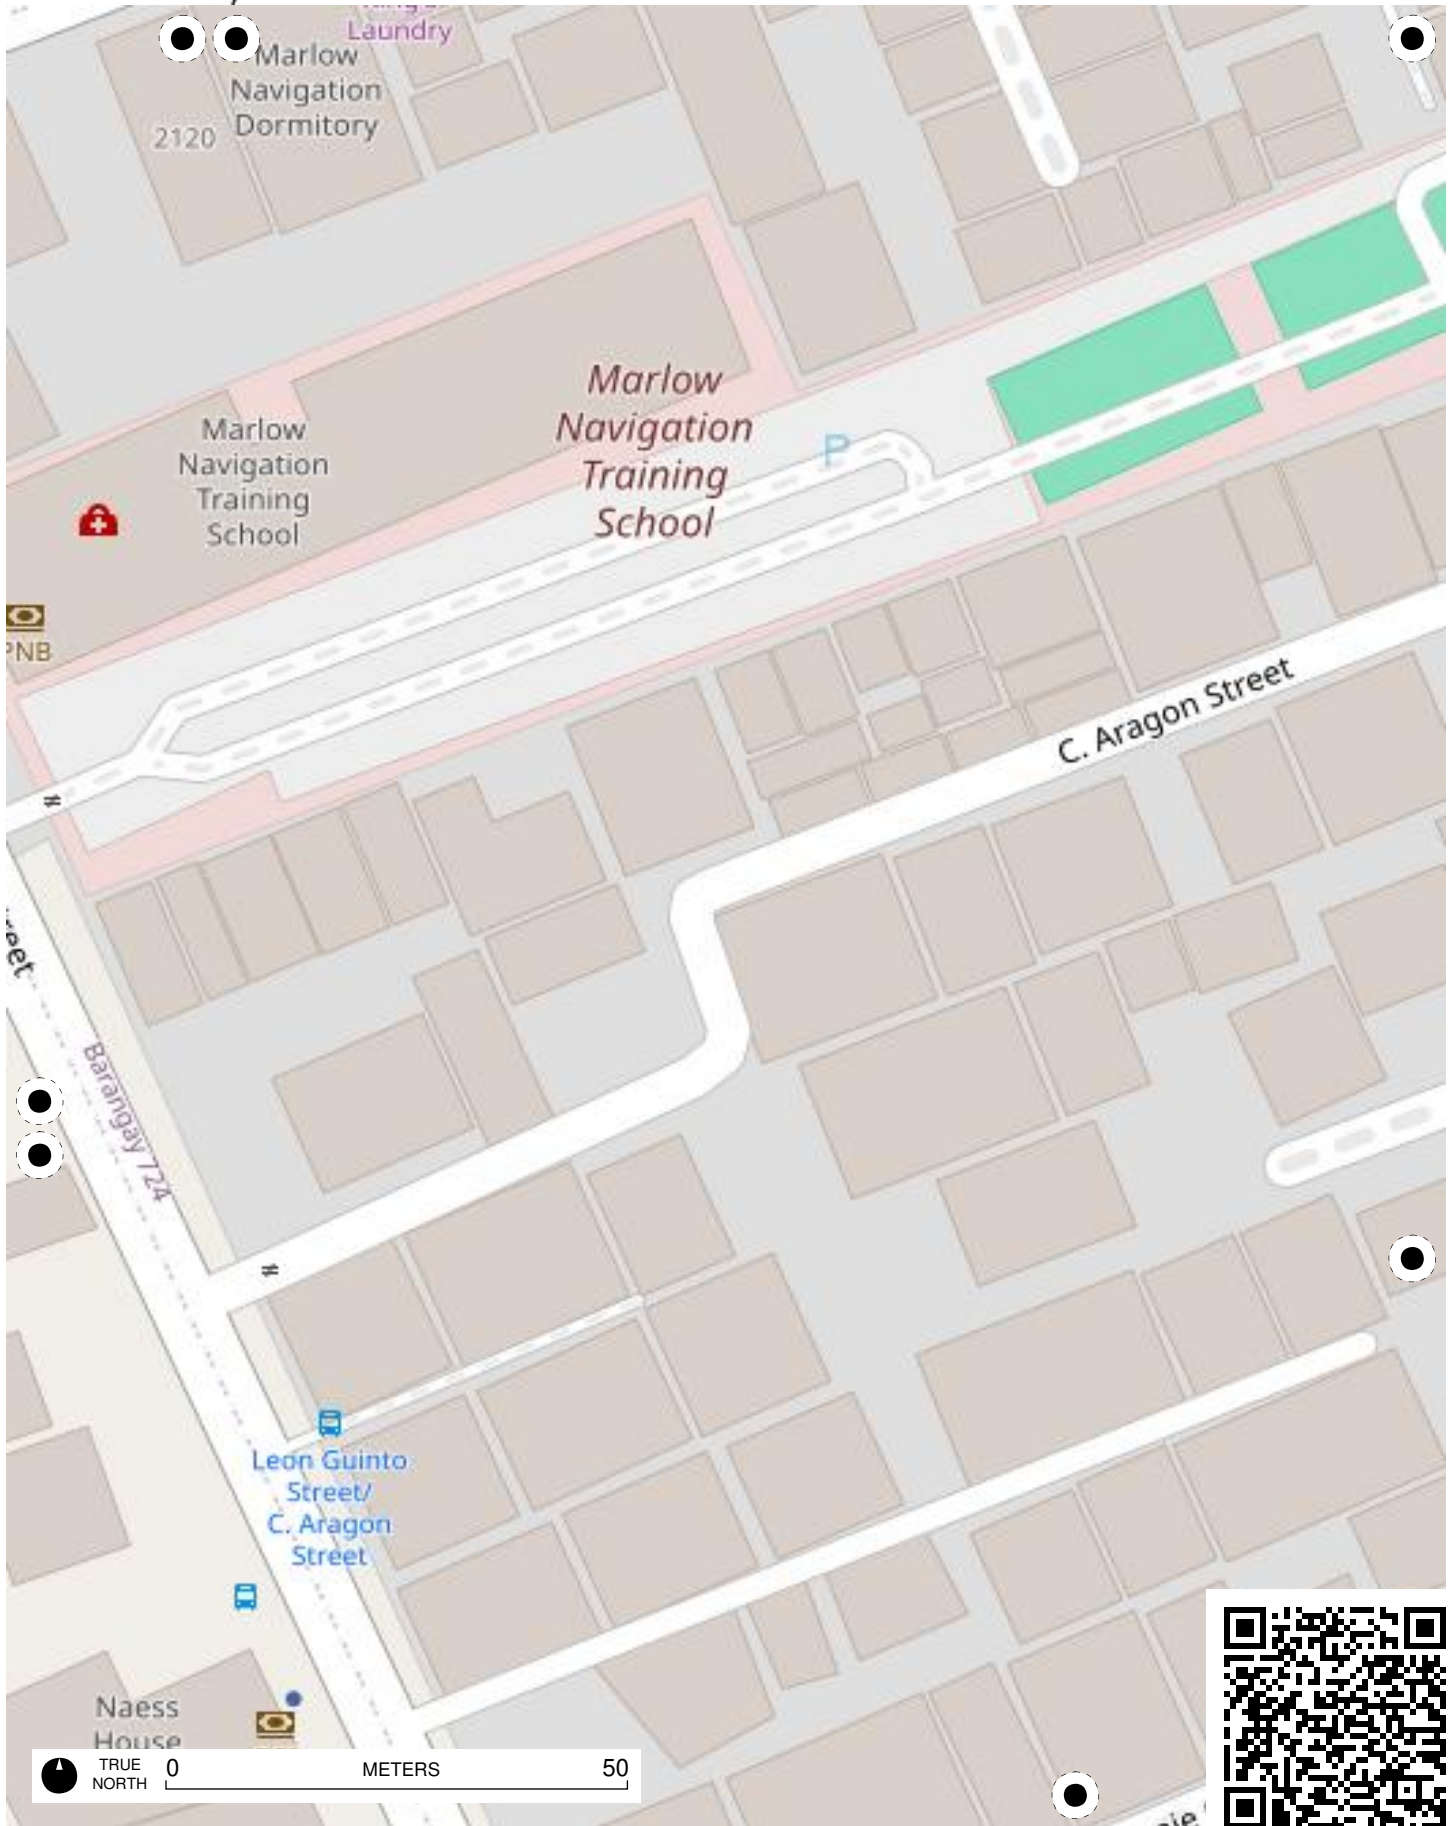 Laundry
Marlow
Navigation
Dormitory
2120
Marlow
Navigation
Training
School
Marlow
Navigation
Training
School
P
PNB
C. Aragon Street
Barangay 724
Leon Guinto
Street/
C. Aragon
Street
Naess
House
TRUE
NORTH
0
METERS
50